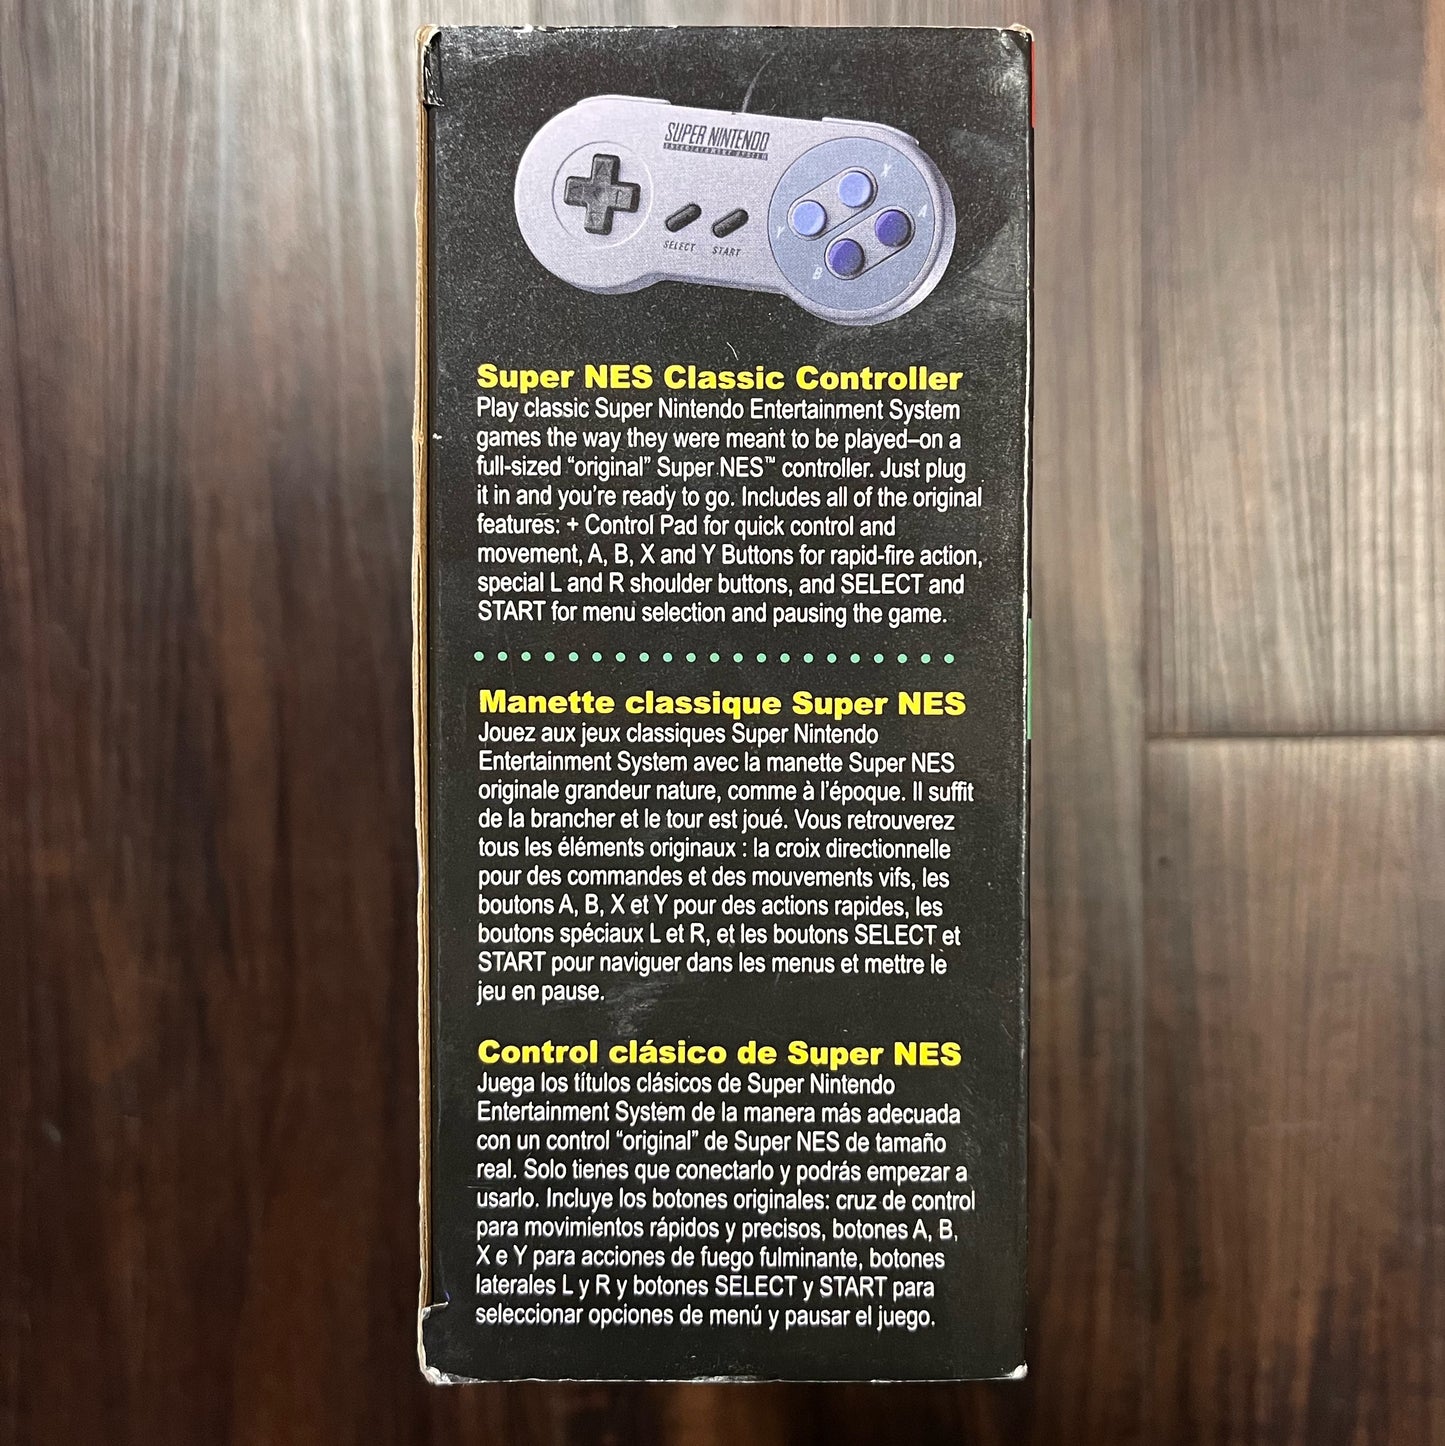 SUPER NINTENDO
ENTERTAINMENT SYSTEM
X
A
Y
B
SELECT START
Super NES Classic Controller
Play classic Super Nintendo Entertainment System
games the way they were meant to be played–on a
full-sized “original” Super NES™ controller. Just plug
it in and you’re ready to go. Includes all of the original
features: + Control Pad for quick control and
movement, A, B, X and Y Buttons for rapid-fire action,
special L and R shoulder buttons, and SELECT and
START for menu selection and pausing the game.
Manette classique Super NES
Jouez aux jeux classiques Super Nintendo
Entertainment System avec la manette Super NES
originale grandeur nature, comme à l’époque. Il suffit
de la brancher et le tour est joué. Vous retrouverez
tous les éléments originaux : la croix directionnelle
pour des commandes et des mouvements vifs, les
boutons A, B, X et Y pour des actions rapides, les
boutons spéciaux L et R, et les boutons SELECT et
START pour naviguer dans les menus et mettre le
jeu en pause.
Control clásico de Super NES
Juega los títulos clásicos de Super Nintendo
Entertainment System de la manera más adecuada
con un control “original” de Super NES de tamaño
real. Solo tienes que conectarlo y podrás empezar a
usarlo. Incluye los botones originales: cruz de control
para movimientos rápidos y precisos, botones A, B,
X e Y para acciones de fuego fulminante, botones
laterales L y R y botones SELECT y START para
seleccionar opciones de menú y pausar el juego.